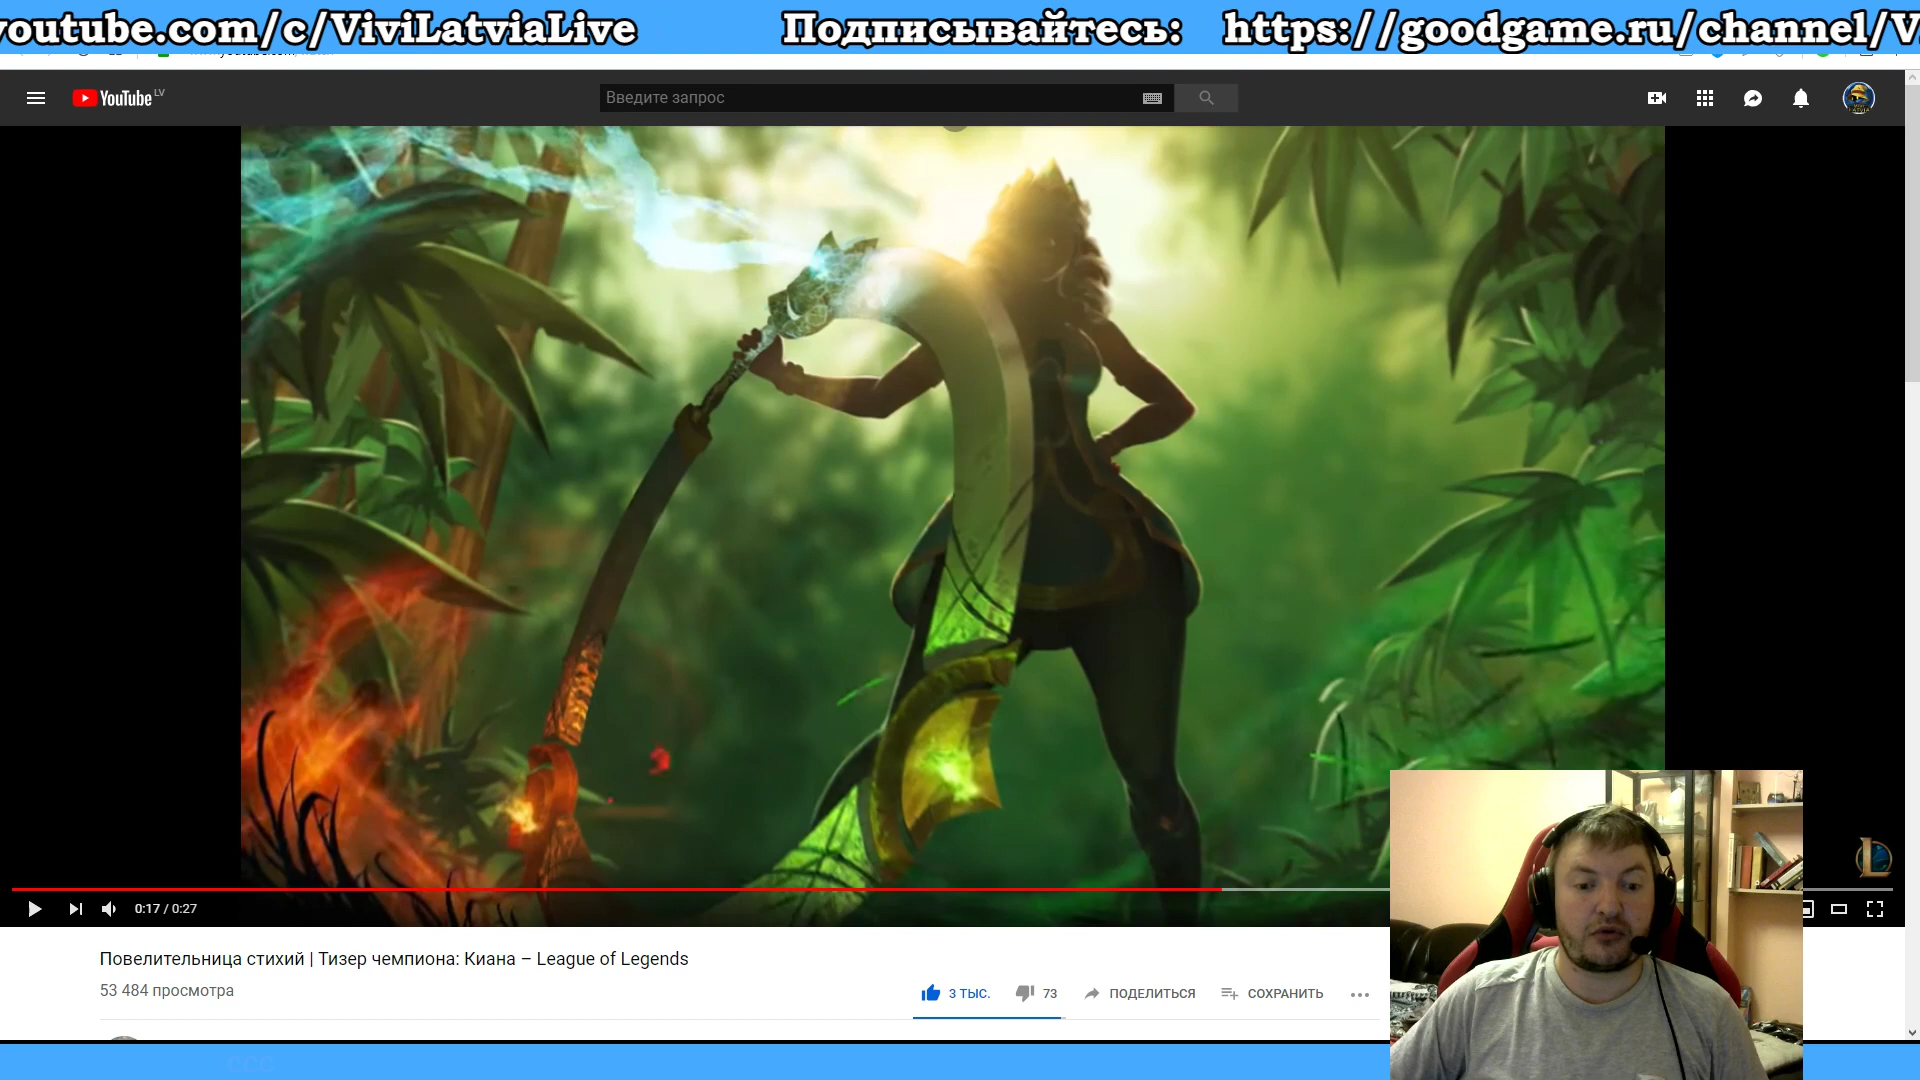 youtube.com/c/ViviLatviaLive Подписывайтесь: https://goodgame.ru/channel/V
YouTube LV
Введите запрос
0:17 / 0:27
Повелительница стихий | Тизер чемпиона: Киана – League of Legends
53 484 просмотра
3 ТЫС.
73
ПОДЕЛИТЬСЯ
СОХРАНИТЬ